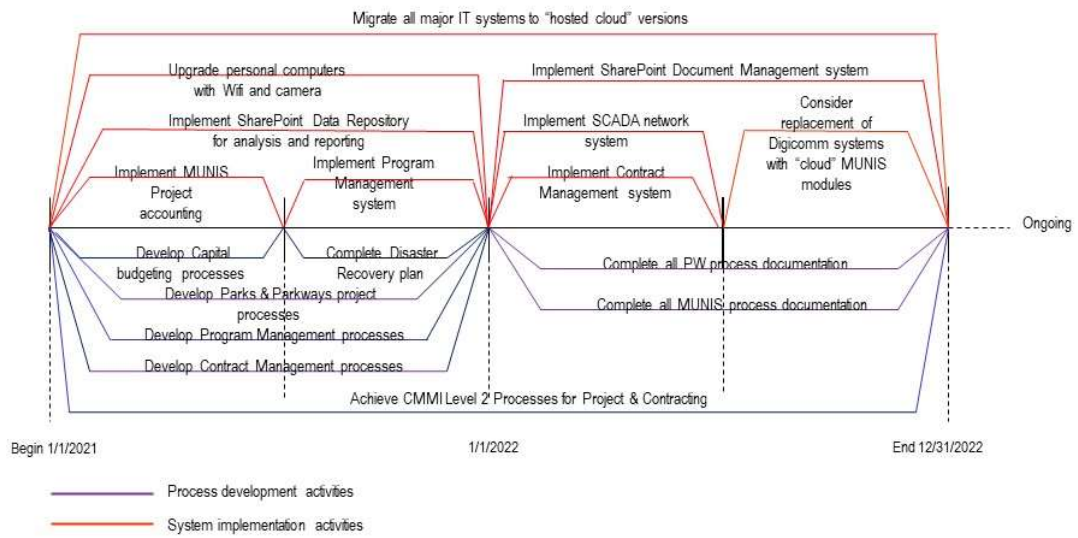 Migrate all major IT systems to “hosted cloud” versions
Upgrade personal computers
with Wifi and camera
Implement SharePoint Document Management system
Implement SharePoint Data Repository
for analysis and reporting
Implement SCADA network
system
Consider
replacement of
Digicomm systems
with “cloud” MUNIS
modules
Implement MUNIS
Project
accounting
Implement Program
Management
system
Implement Contract
Management system
Ongoing
Develop Capital
budgeting processes
Complete Disaster
Recovery plan
Complete all PW process documentation
Develop Parks & Parkways project
processes
Complete all MUNIS process documentation
Develop Program Management processes
Develop Contract Management processes
Achieve CMMI Level 2 Processes for Project & Contracting
Begin 1/1/2021
1/1/2022
End 12/31/2022
Process development activities
System implementation activities